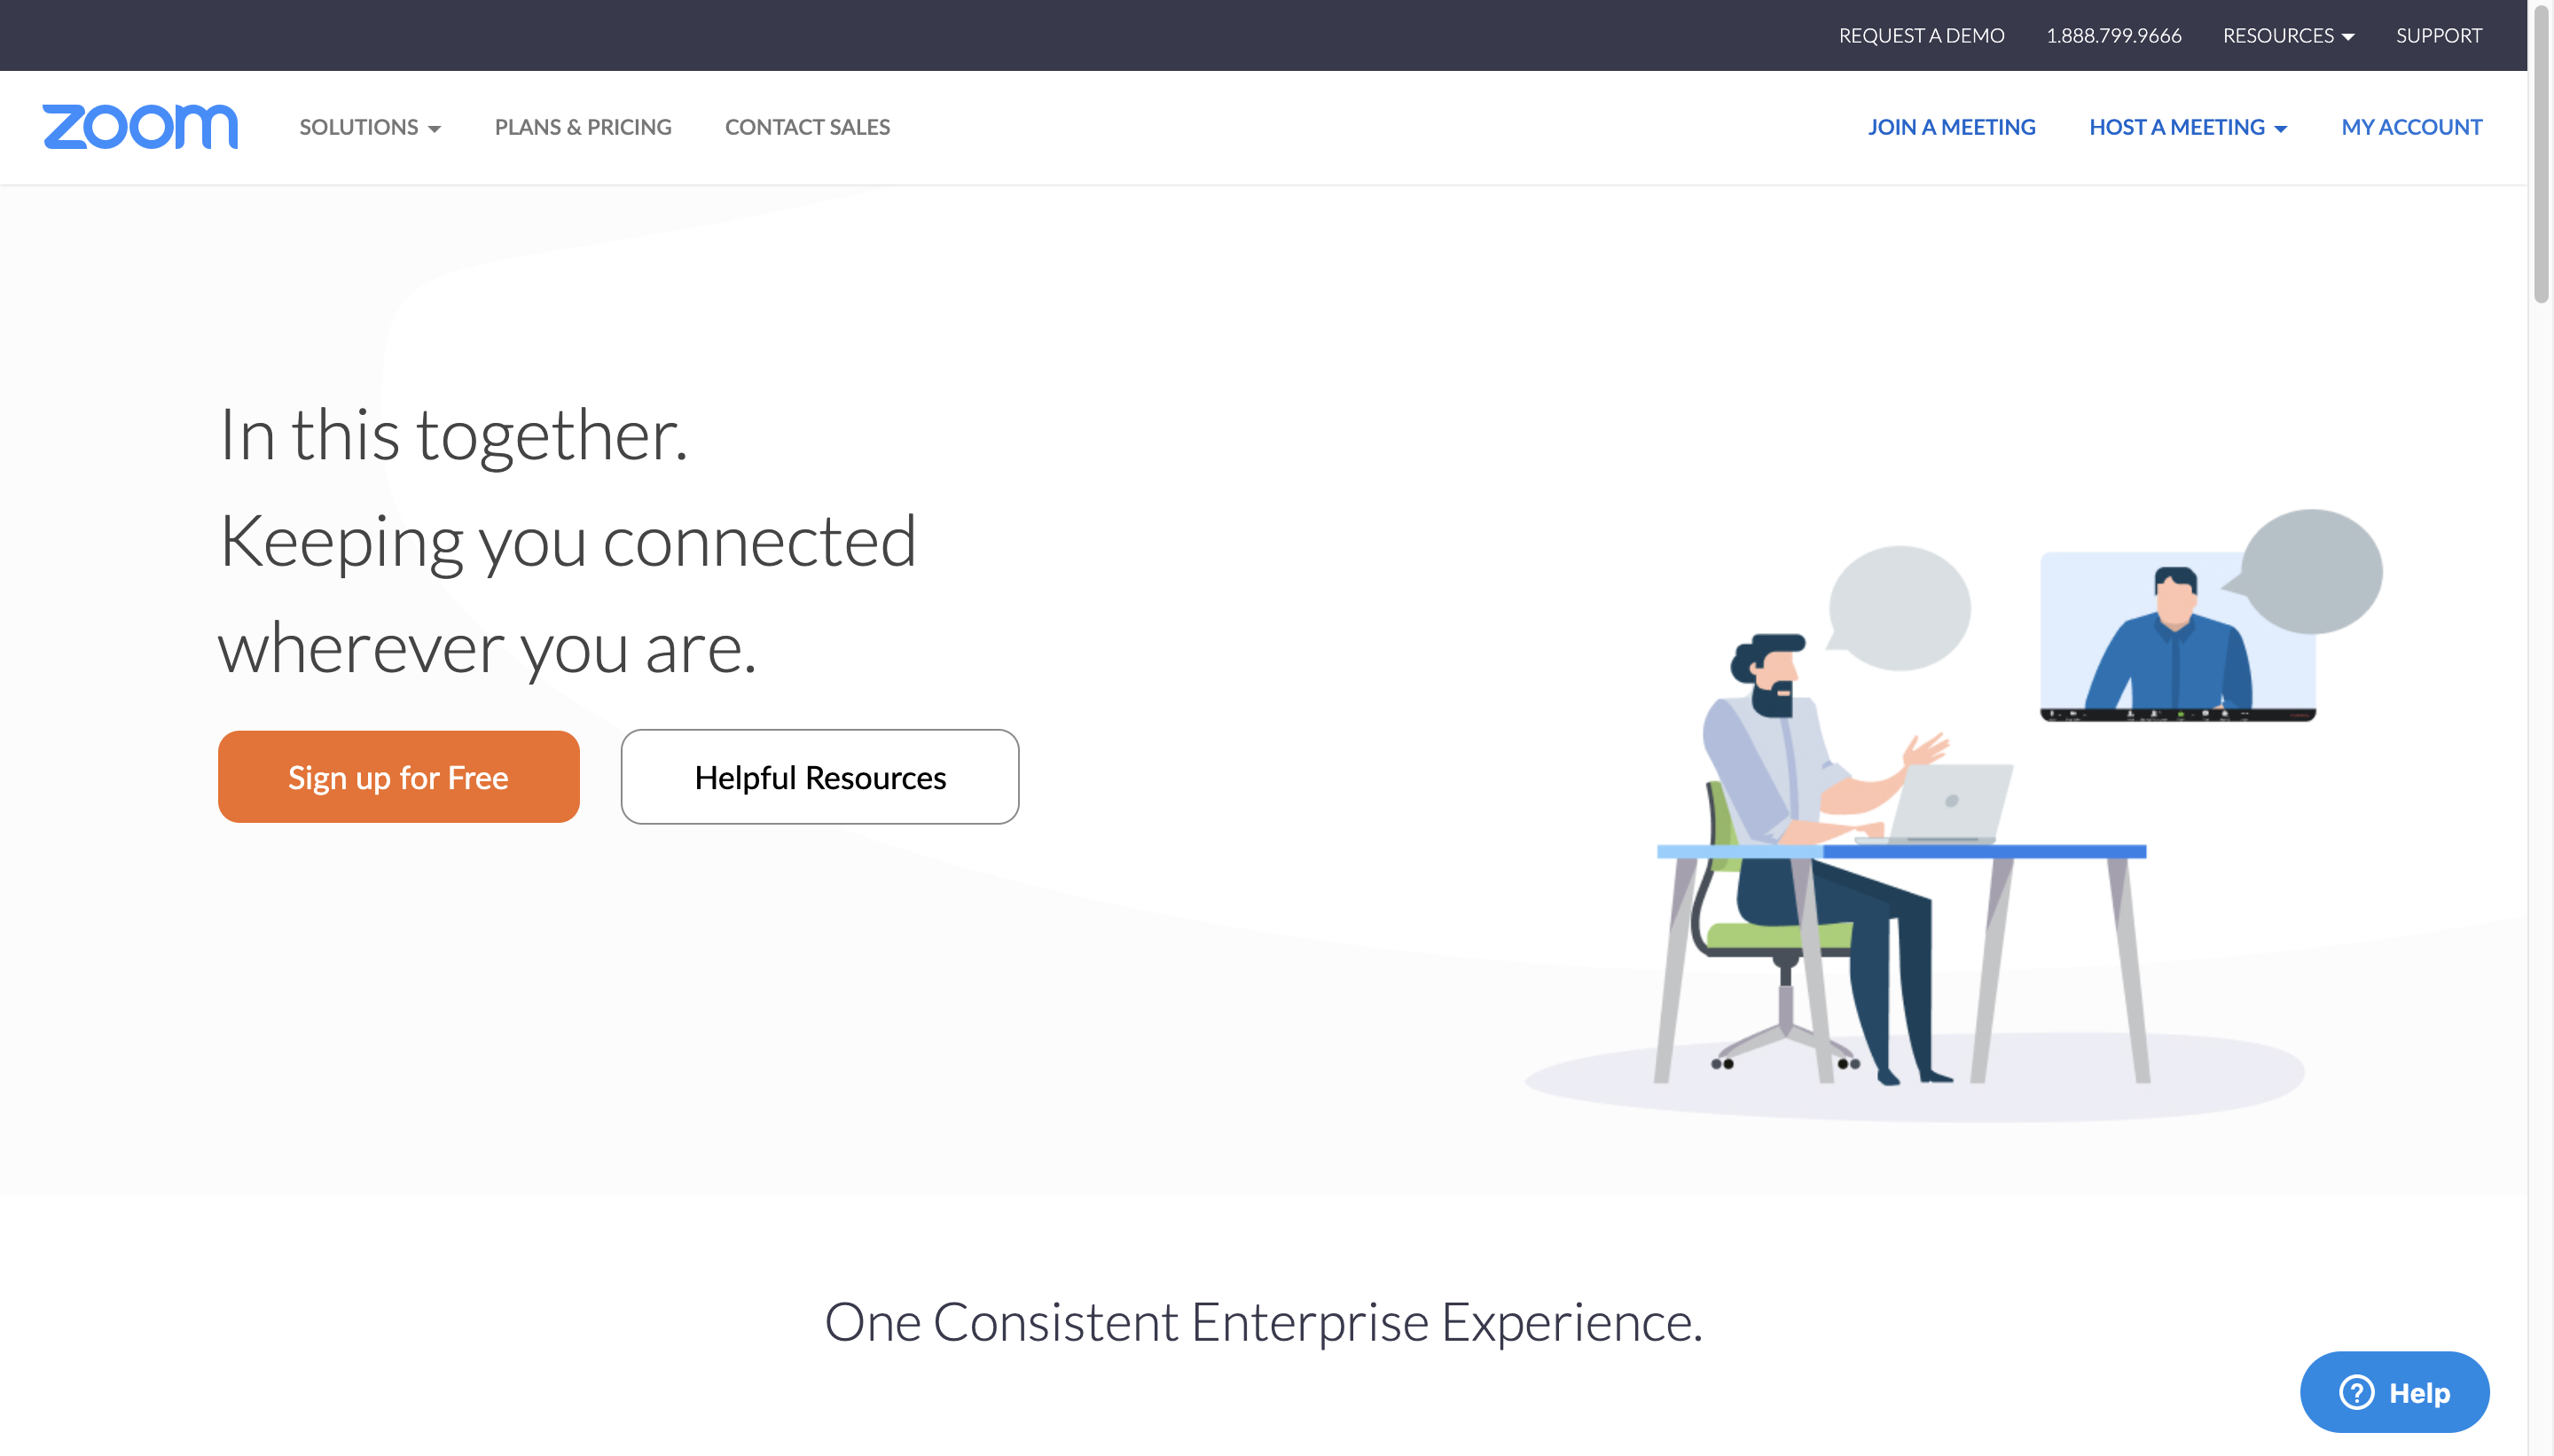 REQUEST A DEMO 1.888.799.9666 RESOURCES SUPPORT
zoom SOLUTIONS PLANS & PRICING CONTACT SALES JOIN A MEETING HOST A MEETING MY ACCOUNT
In this together.
Keeping you connected
wherever you are.
Sign up for Free Helpful Resources
One Consistent Enterprise Experience.
? Help